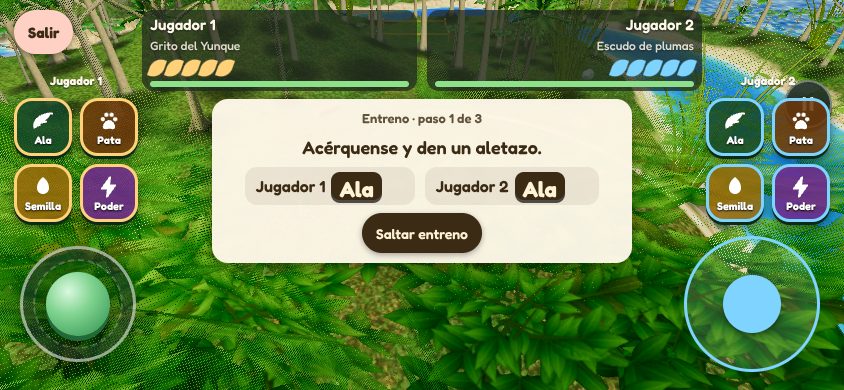 Salir
Jugador 1
Grito del Yunque
Jugador 2
Escudo de plumas
Jugador 1
Ala
Pata
Semilla
Poder
Entreno · paso 1 de 3
Acérquense y den un aletazo.
Jugador 1 Ala
Jugador 2 Ala
Saltar entreno
Jugador 2
Ala
Pata
Semilla
Poder